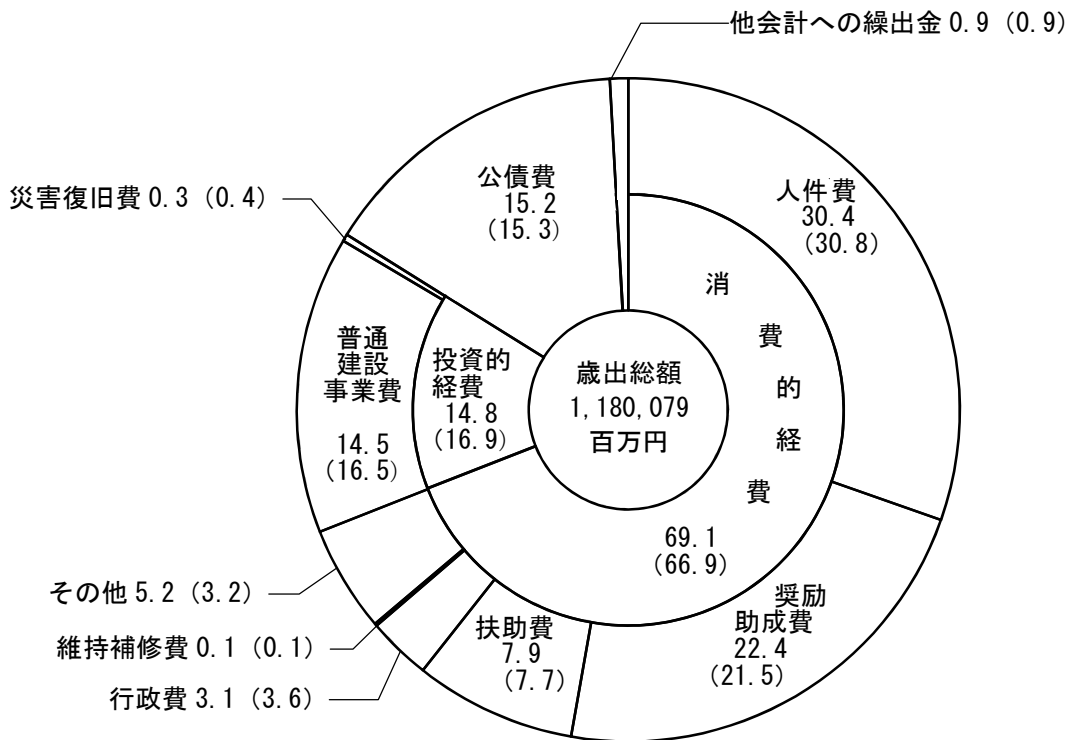 他会計への繰出金 0.9 (0.9)
公債費
15.2
(15.3)
人件費
30.4
(30.8)
災害復旧費 0.3 (0.4)
消
費
的
経
費
69.1
(66.9)
普通
建設
事業費
14.5
(16.5)
投資的
経費
14.8
(16.9)
歳出総額
1,180,079
百万円
その他 5.2 (3.2)
維持補修費 0.1 (0.1)
行政費 3.1 (3.6)
扶助費
7.9
(7.7)
奨励
助成費
22.4
(21.5)